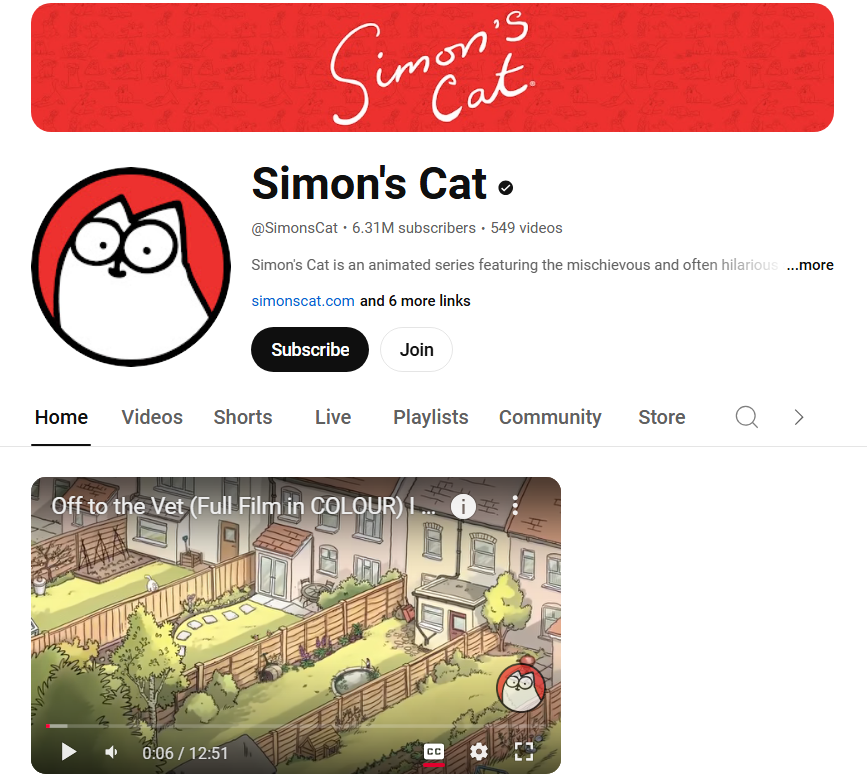 Simon's
Cat
Simon's Cat
@SimonsCat • 6.31M subscribers • 549 videos
Simon's Cat is an animated series featuring the mischievous and often hilarious ...more
simonscat.com and 6 more links
Subscribe Join
Home Videos Shorts Live Playlists Community Store
Off to the Vet (Full Film in COLOUR) I ...
0:06 / 12:51 CC